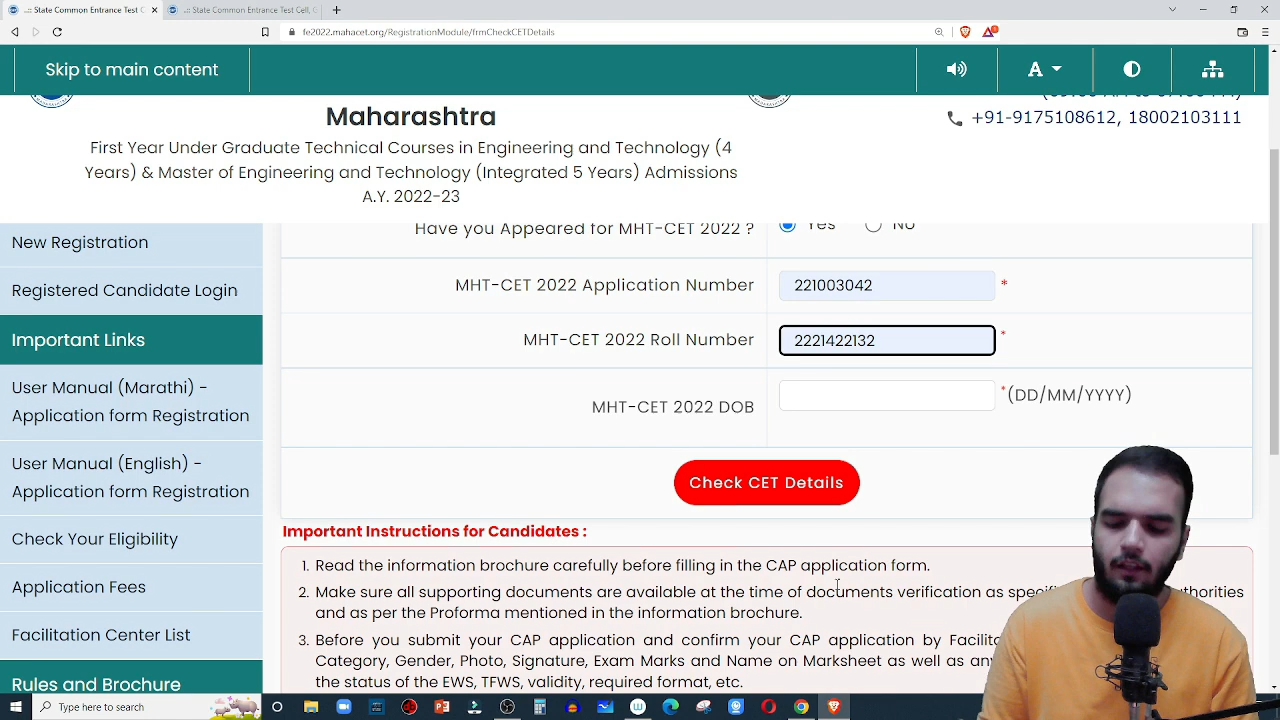 .: State Common Entrance Test C
.: State Common Entrance Test Cell, G
fe2022.mahacet.org/RegistrationModule/frmCheckCETDetails
Skip to main content
A
Maharashtra
+91-9175108612, 18002103111
First Year Under Graduate Technical Courses in Engineering and Technology (4
Years) & Master of Engineering and Technology (Integrated 5 Years) Admissions
A.Y. 2022-23
New Registration
Registered Candidate Login
Important Links
User Manual (Marathi) -
Application form Registration
User Manual (English) -
Application form Registration
Check Your Eligibility
Application Fees
Facilitation Center List
Rules and Brochure
Have you Appeared for MHT-CET 2022 ? Yes No
MHT-CET 2022 Application Number 221003042 *
MHT-CET 2022 Roll Number 2221422132 *
MHT-CET 2022 DOB *(DD/MM/YYYY)
Check CET Details
Important Instructions for Candidates :
1. Read the information brochure carefully before filling in the CAP application form.
2. Make sure all supporting documents are available at the time of documents verification as
and as per the Proforma mentioned in the information brochure.
3. Before you submit your CAP application and confirm your CAP application by
Category, Gender, Photo, Signature, Exam Marks and Name on Marksheet as well as
the status of the EWS, TFWS, validity, required format, etc.
Type here to search